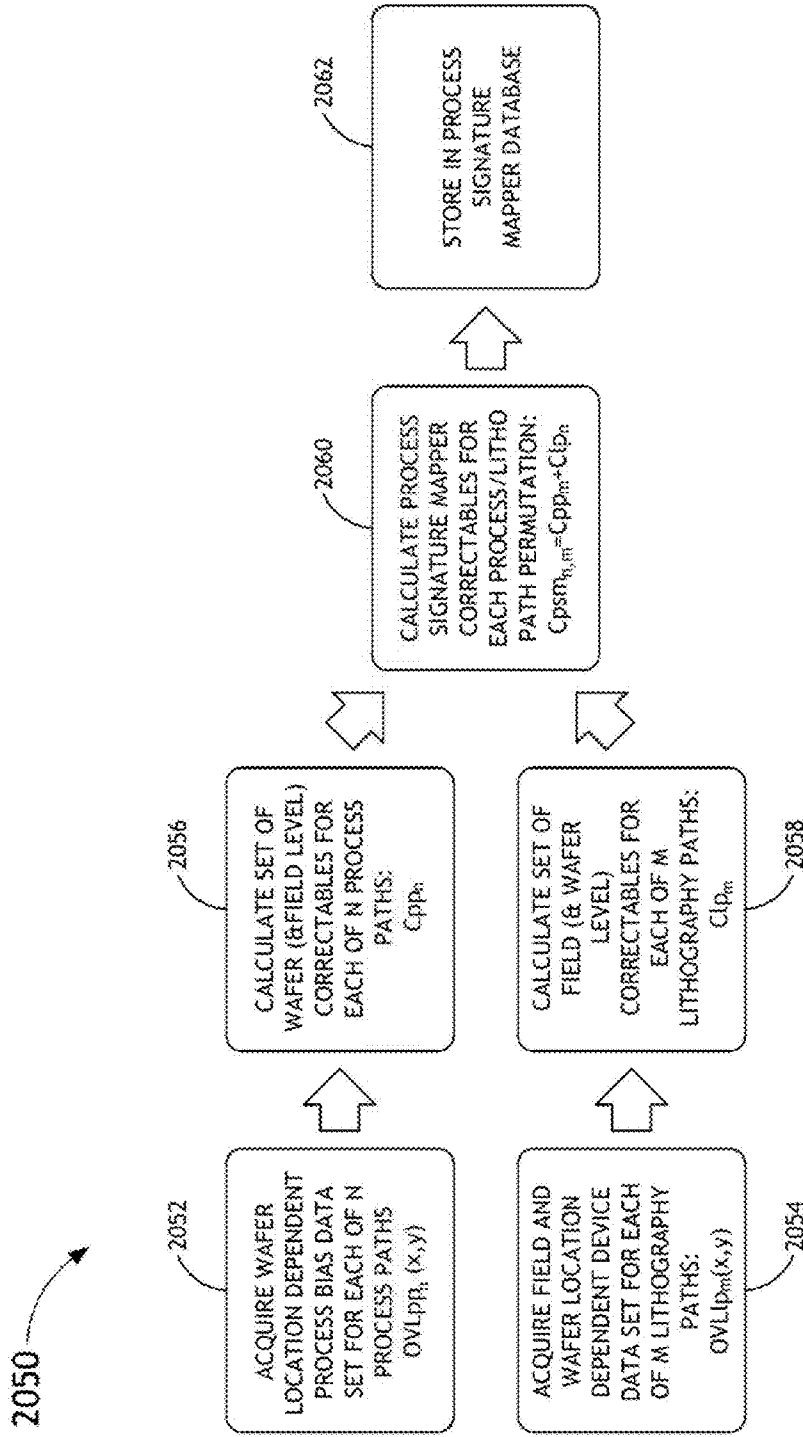 2050
2052
ACQUIRE WAFER
LOCATION DEPENDENT
PROCESS BIAS DATA
SET FOR EACH OF N
PROCESS PATHS
OVLppₙ (x,y)
2054
ACQUIRE FIELD AND
WAFER LOCATION
DEPENDENT DEVICE
DATA SET FOR EACH
OF M LITHOGRAPHY
PATHS:
OVLlpₘ(x,y)
2056
CALCULATE SET OF
WAFER (&FIELD LEVEL)
CORRECTABLES FOR
EACH OF N PROCESS
PATHS:
Cppₙ
2058
CALCULATE SET OF
FIELD (& WAFER
LEVEL)
CORRECTABLES FOR
EACH OF M
LITHOGRAPHY PATHS:
Clpₘ
2060
CALCULATE PROCESS
SIGNATURE MAPPER
CORRECTABLES FOR
EACH PROCESS/LITHO
PATH PERMUTATION:
Cpsmₙ,ₘ=Cppₘ+Clpₙ
2062
STORE IN PROCESS
SIGNATURE
MAPPER DATABASE